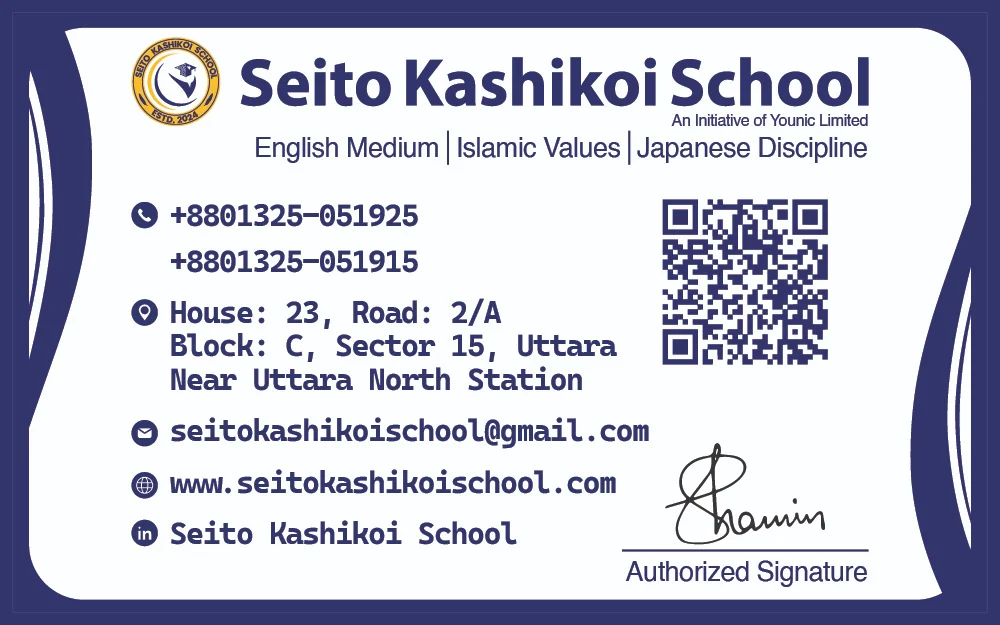 SEITO KASHIKOI SCHOOL
ESTD, 2024
Seito Kashikoi School
An Initiative of Younic Limited
English Medium | Islamic Values | Japanese Discipline
+8801325-051925
+8801325-051915
House: 23, Road: 2/A
Block: C, Sector 15, Uttara
Near Uttara North Station
seitokashikoischool@gmail.com
www.seitokashikoischool.com
in Seito Kashikoi School
Shamim
Authorized Signature